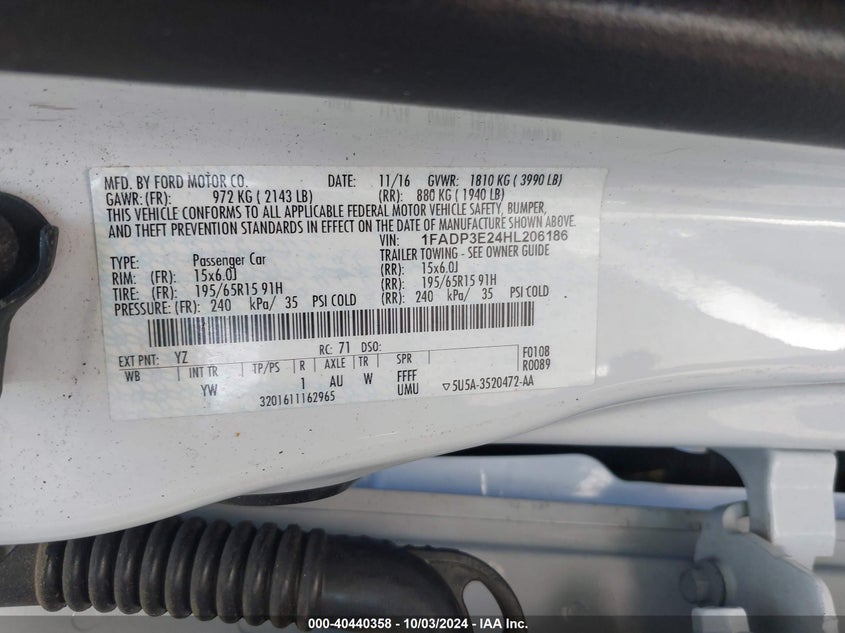 MFD. BY FORD MOTOR CO. DATE: 11/16 GVWR: 1810 KG ( 3990 LB)
GAWR: (FR): 972 KG ( 2143 LB) (RR): 880 KG ( 1940 LB)
THIS VEHICLE CONFORMS TO ALL APPLICABLE FEDERAL MOTOR VEHICLE SAFETY, BUMPER,
AND THEFT PREVENTION STANDARDS IN EFFECT ON THE DATE OF MANUFACTURE SHOWN ABOVE.
VIN: 1FADP3E24HL206186
TYPE: Passenger Car TRAILER TOWING - SEE OWNER GUIDE
RIM: (FR): 15x6.0J (RR): 15x6.0J
TIRE: (FR): 195/65R15 91H (RR): 195/65R15 91H
PRESSURE: (FR): 240 kPa/ 35 PSI COLD (RR): 240 kPa/ 35 PSI COLD
EXT PNT: YZ RC: 71 DSO: F0108
WB INT TR TP/PS R AXLE TR SPR R0089
YW 1 AU W FFFF
UMU ▽5U5A-3520472-AA
3201611162965
000-40440358 - 10/03/2024 - IAA Inc.